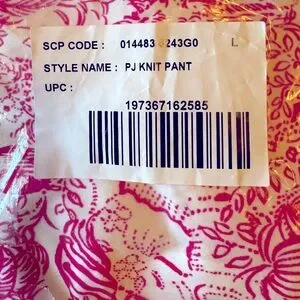 SCP CODE : 014483 243G0 L
STYLE NAME : PJ KNIT PANT
UPC :
197367162585